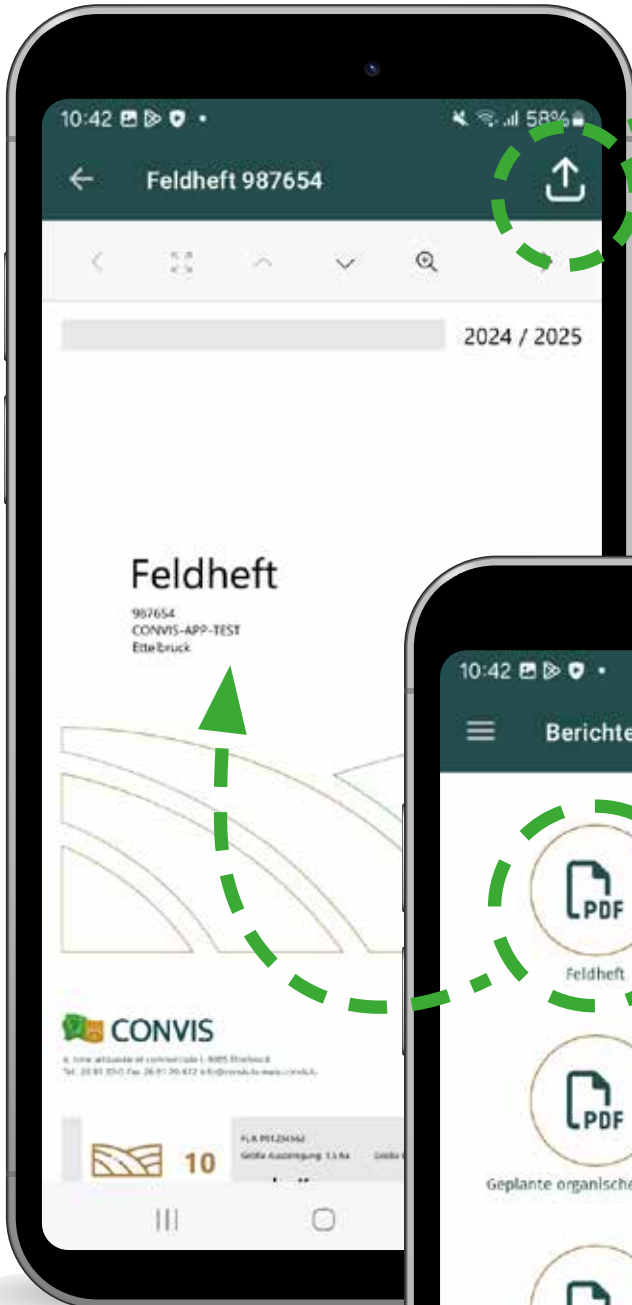 10:42
58%
Feldheft 987654
2024 / 2025
Feldheft
987654
CONVIS-APP-TEST
Ettelbruck
CONVIS
10
10:42
Berichte
PDF
Feldheft
PDF
Geplante organische